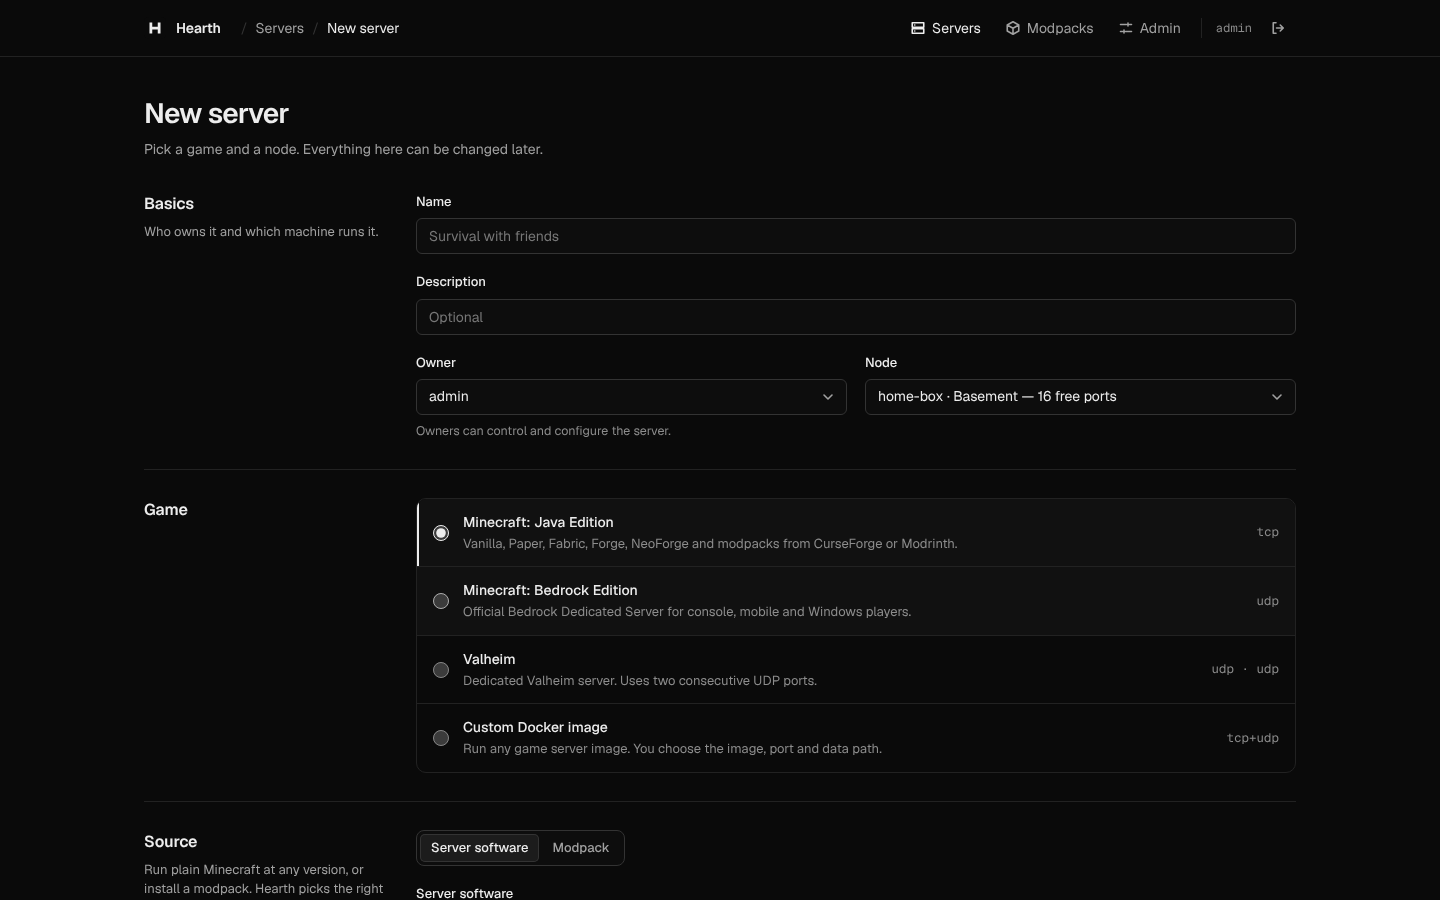 Hearth / Servers / New server
Servers Modpacks Admin admin
New server
Pick a game and a node. Everything here can be changed later.
Basics
Who owns it and which machine runs it.
Name
Survival with friends
Description
Optional
Owner
admin
Owners can control and configure the server.
Node
home-box · Basement — 16 free ports
Game
Minecraft: Java Edition
Vanilla, Paper, Fabric, Forge, NeoForge and modpacks from CurseForge or Modrinth.
tcp
Minecraft: Bedrock Edition
Official Bedrock Dedicated Server for console, mobile and Windows players.
udp
Valheim
Dedicated Valheim server. Uses two consecutive UDP ports.
udp · udp
Custom Docker image
Run any game server image. You choose the image, port and data path.
tcp+udp
Source
Run plain Minecraft at any version, or
install a modpack. Hearth picks the right
Server software Modpack
Server software